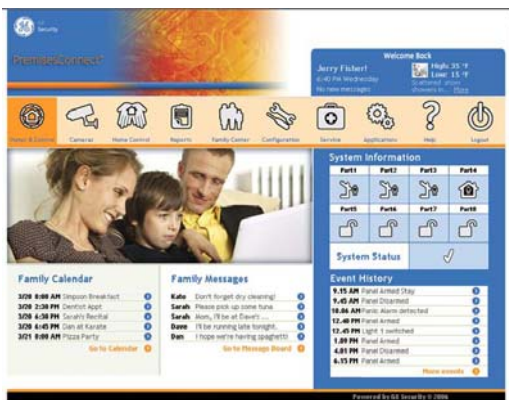 GE
Security
PremisesConnect
Welcome Back
Jerry Fisher!
6:40 PM Wednesday
No new messages
High: 35 °F
Low: 15 °F
Scattered snow
showers in... More
Status & Control
Cameras
Home Control
Reports
Family Center
Configuration
Service
Applications
Help
Logout
System Information
Part1 Part2 Part3 Part4
Part5 Part6 Part7 Part8
System Status
Family Calendar
3/20 8:00 AM Simpson Breakfast
3/20 2:30 PM Dentist Appt
3/20 6:30 PM Sarah's Recital
3/20 6:45 PM Dan at Karate
3/21 8:00 AM Pizza Party
Go to Calendar
Family Messages
Kate Don't forget dry cleaning!
Sarah Please pick up some tuna
Sarah Mom, I'll be at Dave's ...
Dave I'll be running late tonight.
Dan I hope we're having spaghetti!
Go to Message Board
Event History
9.15 AM Panel Armed Stay
9.45 AM Panel Disarmed
10.06 AM Panic Alarm detected
12.40 PM Panel Armed
12.45 PM Light 1 switched
1.09 PM Panel Armed
4.01 PM Panel Disarmed
6.15 PM Panel Armed
More events
Powered by GE Security © 2006